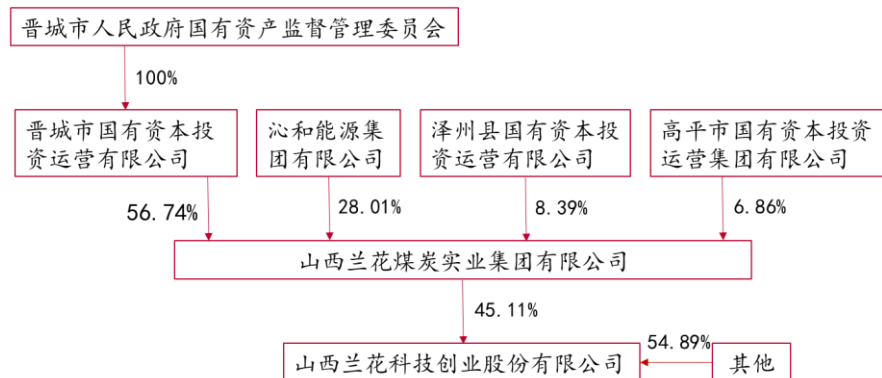 晋城市人民政府国有资产监督管理委员会
100%
晋城市国有资本投
资运营有限公司
沁和能源集
团有限公司
泽州县国有资本投
资运营有限公司
高平市国有资本投资
运营集团有限公司
56.74%
28.01%
8.39%
6.86%
山西兰花煤炭实业集团有限公司
45.11%
54.89%
山西兰花科技创业股份有限公司
其他